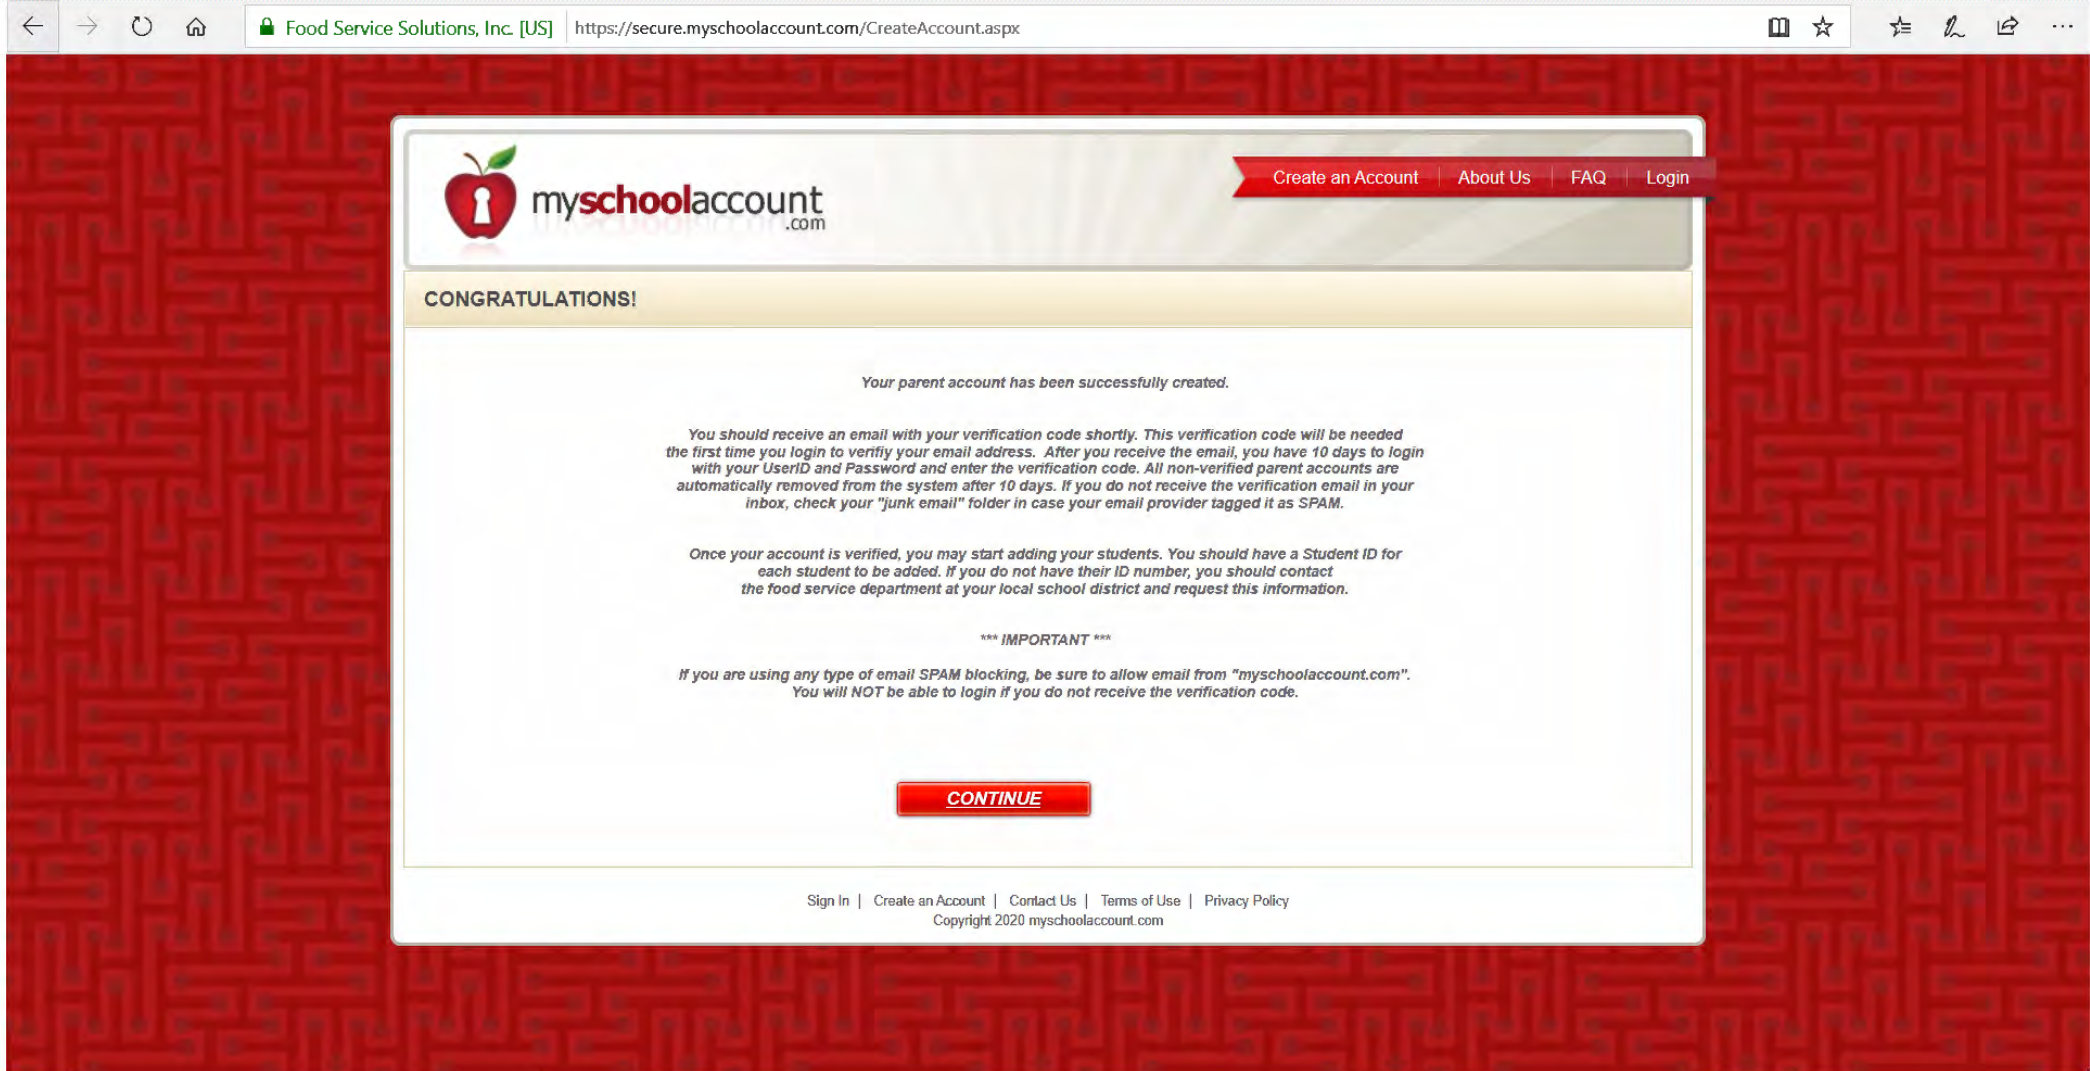 Food Service Solutions, Inc. [US] https://secure.myschoolaccount.com/CreateAccount.aspx
myschoolaccount
.com
Create an Account | About Us | FAQ | Login
CONGRATULATIONS!
Your parent account has been successfully created.
You should receive an email with your verification code shortly. This verification code will be needed
the first time you login to verifiy your email address. After you receive the email, you have 10 days to login
with your UserID and Password and enter the verification code. All non-verified parent accounts are
automatically removed from the system after 10 days. If you do not receive the verification email in your
inbox, check your "junk email" folder in case your email provider tagged it as SPAM.
Once your account is verified, you may start adding your students. You should have a Student ID for
each student to be added. If you do not have their ID number, you should contact
the food service department at your local school district and request this information.
*** IMPORTANT ***
If you are using any type of email SPAM blocking, be sure to allow email from "myschoolaccount.com".
You will NOT be able to login if you do not receive the verification code.
CONTINUE
Sign In | Create an Account | Contact Us | Terms of Use | Privacy Policy
Copyright 2020 myschoolaccount.com